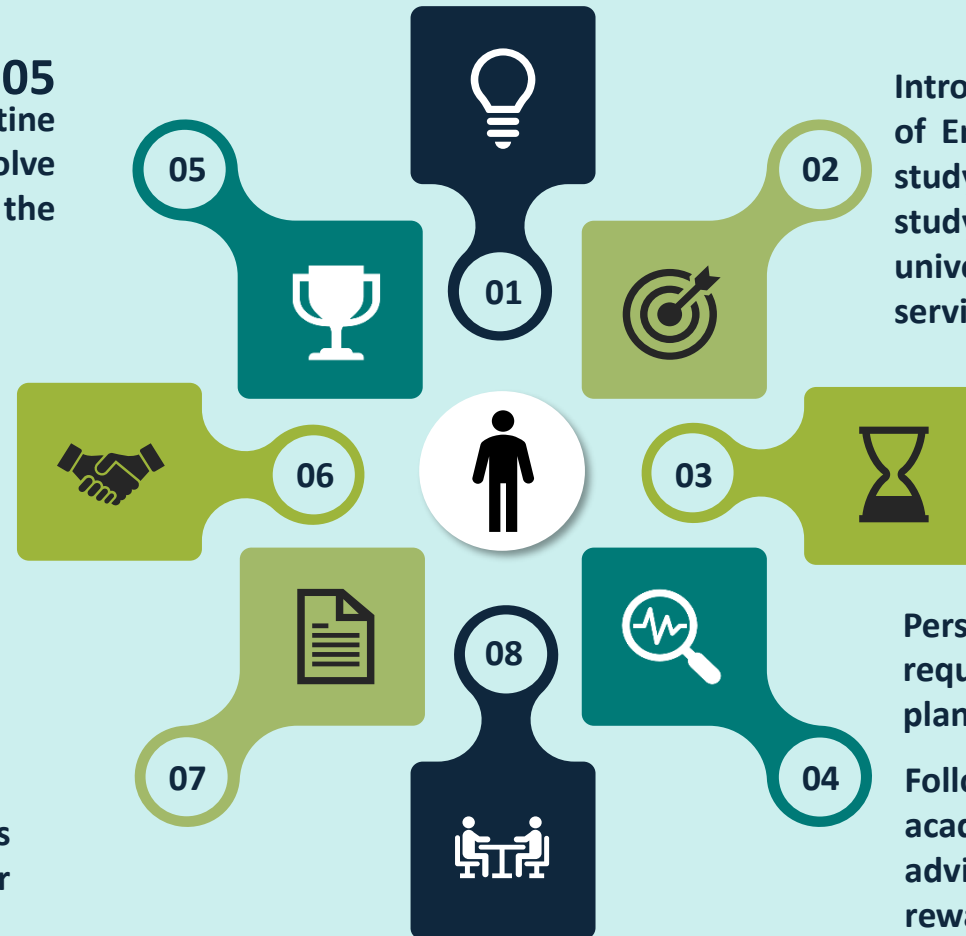 05
tine
olve
the
05
01
02
Intro
of En
study
study
unive
servi
06
03
07
08
04
Pers
requ
plan
Follo
acad
advi
rewa
s
r